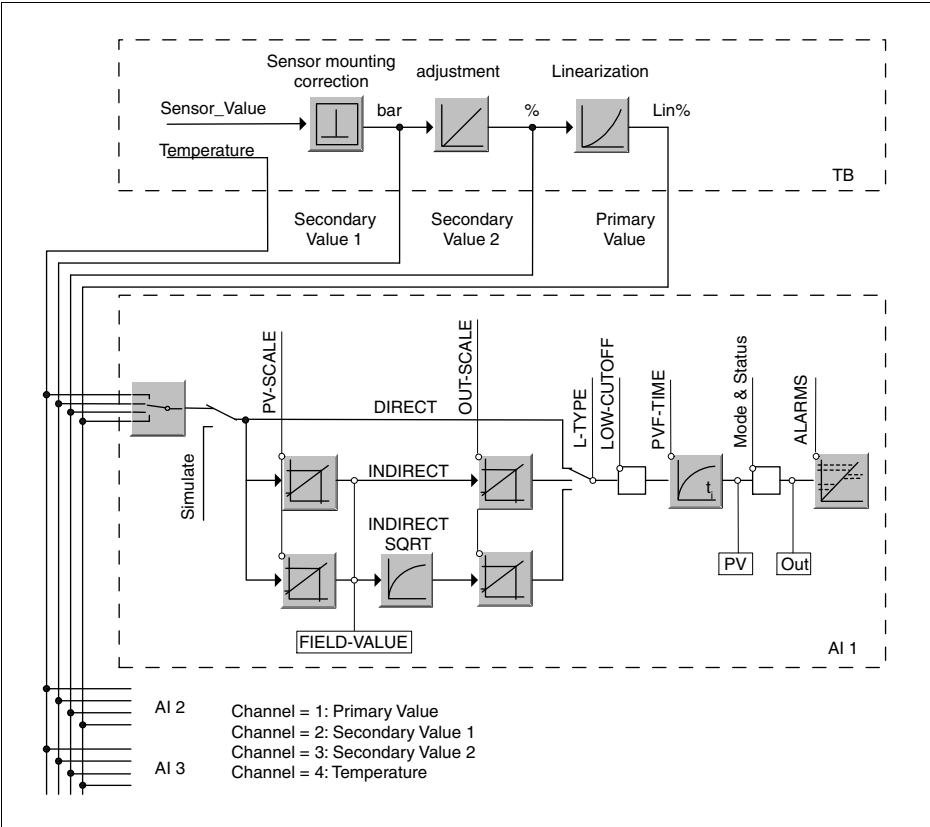 Sensor mounting
correction
adjustment
Linearization
Sensor_Value
bar
%
Lin%
Temperature
TB
Secondary
Value 1
Secondary
Value 2
Primary
Value
PV-SCALE
OUT-SCALE
L-TYPE
LOW-CUTOFF
PVF-TIME
Mode & Status
ALARMS
DIRECT
Simulate
INDIRECT
INDIRECT
SQRT
ti
PV
Out
FIELD-VALUE
AI 1
AI 2
AI 3
Channel = 1: Primary Value
Channel = 2: Secondary Value 1
Channel = 3: Secondary Value 2
Channel = 4: Temperature